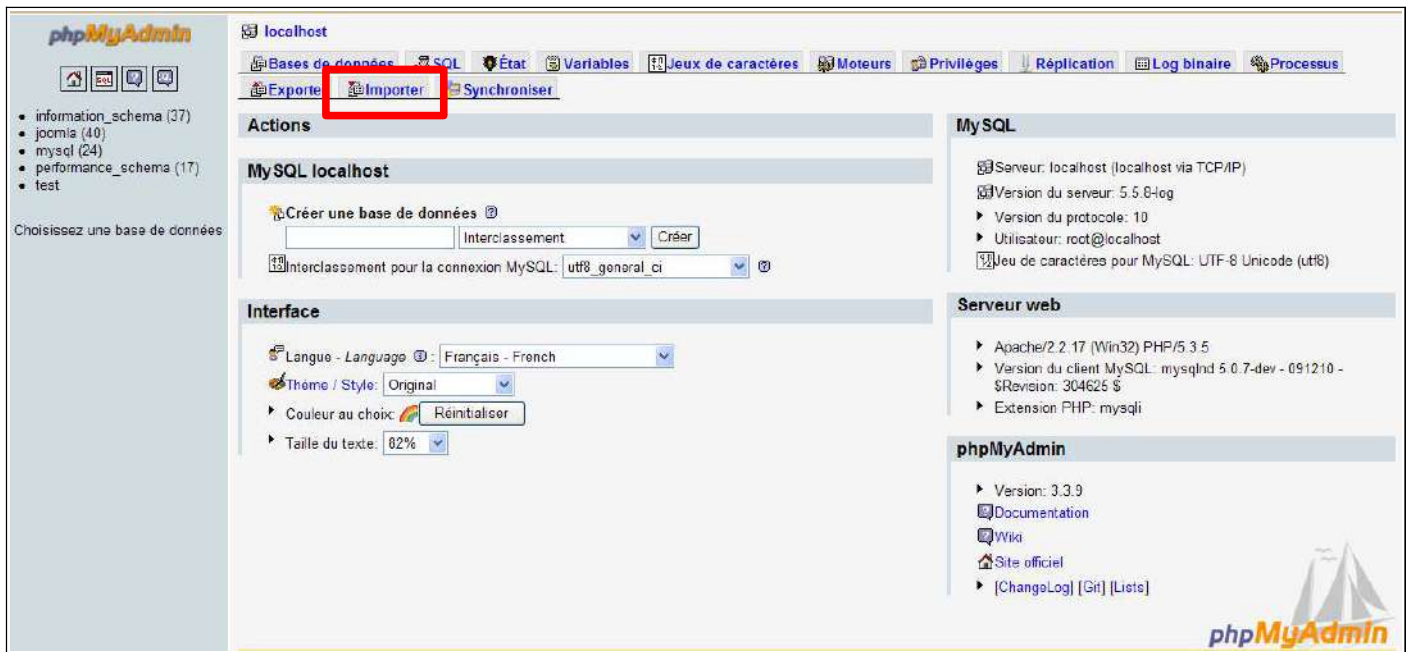 phpMyAdmin
information_schema (37)
joomla (40)
mysql (24)
performance_schema (17)
test
Choisissez une base de données
localhost
Bases de données SQL État Variables Jeux de caractères Moteurs Privilèges Réplication Log binaire Processus
Exporte Importer Synchroniser
Actions
MySQL localhost
Créer une base de données
Interclassement Créer
Interclassement pour la connexion MySQL: utf8_general_ci
Interface
Langue - Language : Français - French
Thème / Style: Original
Couleur au choix: Réinitialiser
Taille du texte: 82%
MySQL
Serveur: localhost (localhost via TCP/IP)
Version du serveur: 5.5.8-log
Version du protocole: 10
Utilisateur: root@localhost
Jeu de caractères pour MySQL: UTF-8 Unicode (utf8)
Serveur web
Apache/2.2.17 (Win32) PHP/5.3.5
Version du client MySQL: mysqlnd 5.0.7-dev - 091210 -
$Revision: 304625 $
Extension PHP: mysqli
phpMyAdmin
Version: 3.3.9
Documentation
Wiki
Site officiel
[ChangeLog] [Git] [Lists]
phpMyAdmin